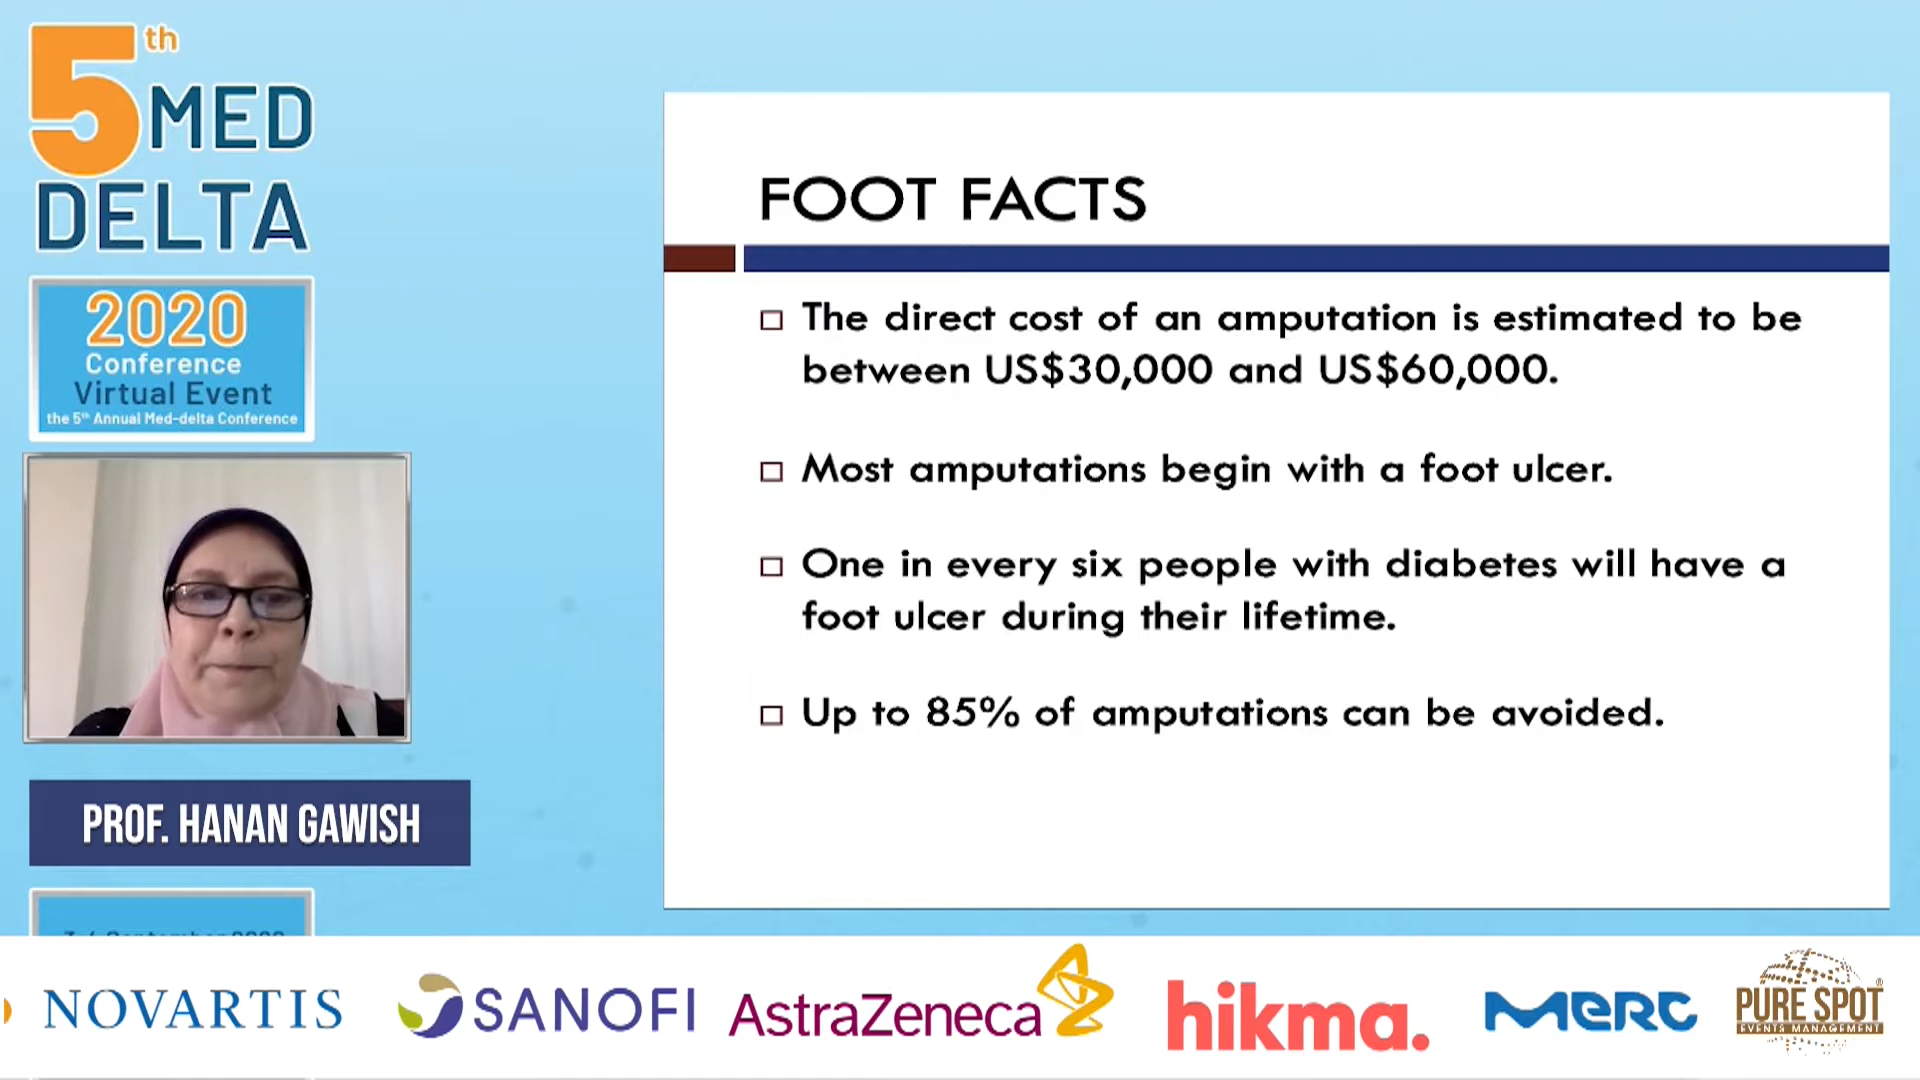 5th
MED
DELTA
2020
Conference
Virtual Event
the 5th Annual Med-delta Conference
PROF. HANAN GAWISH
FOOT FACTS
The direct cost of an amputation is estimated to be
between US$30,000 and US$60,000.
Most amputations begin with a foot ulcer.
One in every six people with diabetes will have a
foot ulcer during their lifetime.
Up to 85% of amputations can be avoided.
NOVARTIS
SANOFI
AstraZeneca
hikma.
MERC
PURE SPOT
EVENTS MANAGEMENT